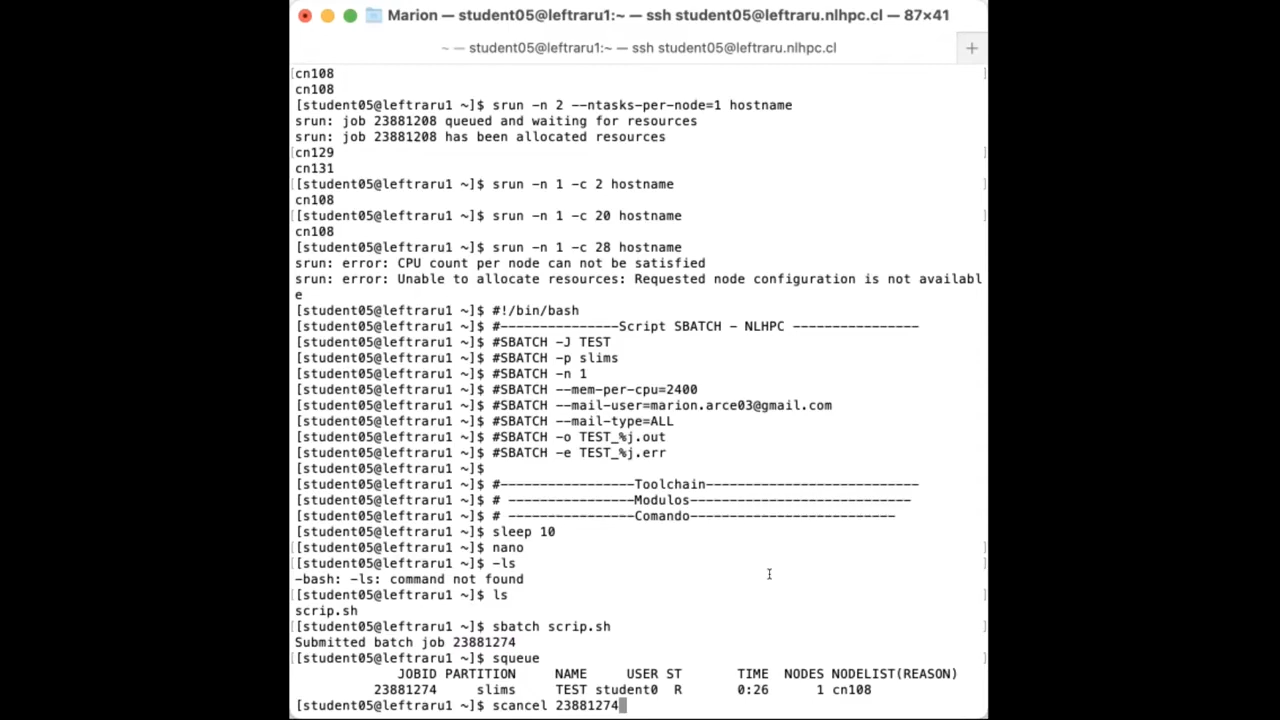 Marion — student05@leftraru1:~ — ssh student05@leftraru.nlhpc.cl — 87×41
~ — student05@leftraru1:~ — ssh student05@leftraru.nlhpc.cl
+
[cn108 ]
cn108
[student05@leftraru1 ~]$ srun -n 2 --ntasks-per-node=1 hostname
srun: job 23881208 queued and waiting for resources
srun: job 23881208 has been allocated resources
[cn129 ]
cn131
[[student05@leftraru1 ~]$ srun -n 1 -c 2 hostname ]
cn108
[[student05@leftraru1 ~]$ srun -n 1 -c 20 hostname ]
cn108
[[student05@leftraru1 ~]$ srun -n 1 -c 28 hostname ]
srun: error: CPU count per node can not be satisfied
srun: error: Unable to allocate resources: Requested node configuration is not availabl
e
[student05@leftraru1 ~]$ #!/bin/bash
[student05@leftraru1 ~]$ #---------------Script SBATCH - NLHPC ----------------
[student05@leftraru1 ~]$ #SBATCH -J TEST
[student05@leftraru1 ~]$ #SBATCH -p slims
[student05@leftraru1 ~]$ #SBATCH -n 1
[student05@leftraru1 ~]$ #SBATCH --mem-per-cpu=2400
[student05@leftraru1 ~]$ #SBATCH --mail-user=marion.arce03@gmail.com
[student05@leftraru1 ~]$ #SBATCH --mail-type=ALL
[student05@leftraru1 ~]$ #SBATCH -o TEST_%j.out
[student05@leftraru1 ~]$ #SBATCH -e TEST_%j.err
[student05@leftraru1 ~]$
[student05@leftraru1 ~]$ #-----------------Toolchain---------------------------
[student05@leftraru1 ~]$ # ----------------Modulos----------------------------
[student05@leftraru1 ~]$ # ----------------Comando--------------------------
[student05@leftraru1 ~]$ sleep 10
[[student05@leftraru1 ~]$ nano ]
[[student05@leftraru1 ~]$ -ls ]
-bash: -ls: command not found
[[student05@leftraru1 ~]$ ls ]
scrip.sh
[[student05@leftraru1 ~]$ sbatch scrip.sh ]
Submitted batch job 23881274
[[student05@leftraru1 ~]$ squeue ]
JOBID PARTITION NAME USER ST TIME NODES NODELIST(REASON)
23881274 slims TEST student0 R 0:26 1 cn108
[student05@leftraru1 ~]$ scancel 23881274